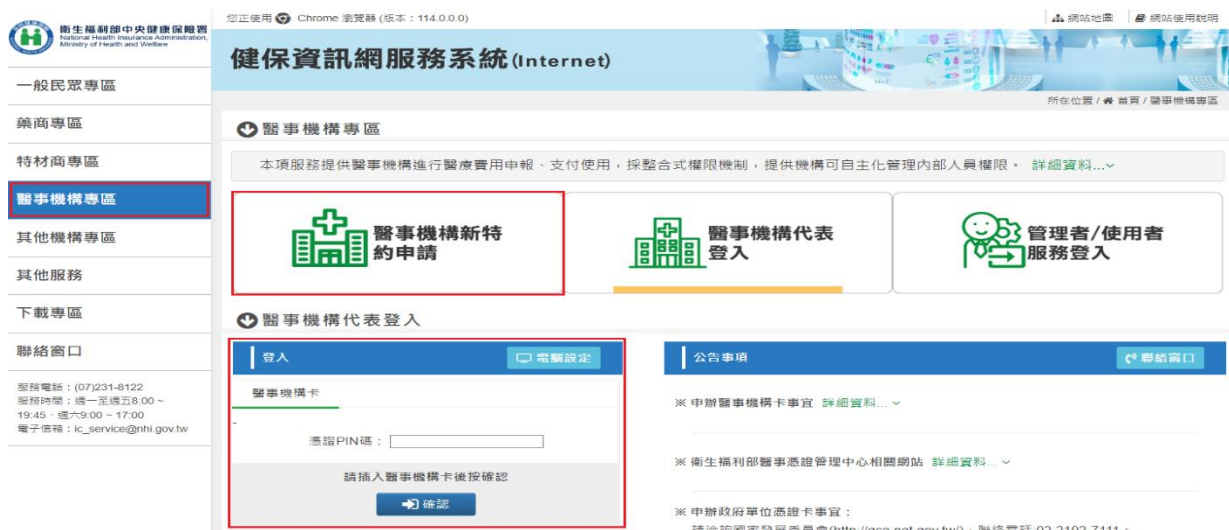 衛生福利部中央健康保險署
National Health Insurance Administration,
Ministry of Health and Welfare
一般民眾專區
藥商專區
特材商專區
醫事機構專區
其他機構專區
其他服務
下載專區
聯絡窗口
服務電話：(07)231-8122
服務時間：週一至週五8:00 ~
19:45，週六9:00 ~ 17:00
電子信箱：ic_service@nhi.gov.tw
您正使用 Chrome 瀏覽器 (版本：114.0.0.0)
網站地圖
網站使用說明
健保資訊網服務系統(Internet)
所在位置 / 首頁 / 醫事機構專區
醫事機構專區
本項服務提供醫事機構進行醫療費用申報、支付使用，採整合式權限機制，提供機構可自主化管理內部人員權限。 詳細資料...
醫事機構新特
約申請
醫事機構代表
登入
管理者/使用者
服務登入
醫事機構代表登入
登入
電腦設定
醫事機構卡
憑證PIN碼：
請插入醫事機構卡後按確認
確認
公告事項
聯絡窗口
※ 申辦醫事機構卡事宜 詳細資料...
※ 衛生福利部醫事憑證管理中心相關網站 詳細資料...
※ 申辦政府單位憑證卡事宜：